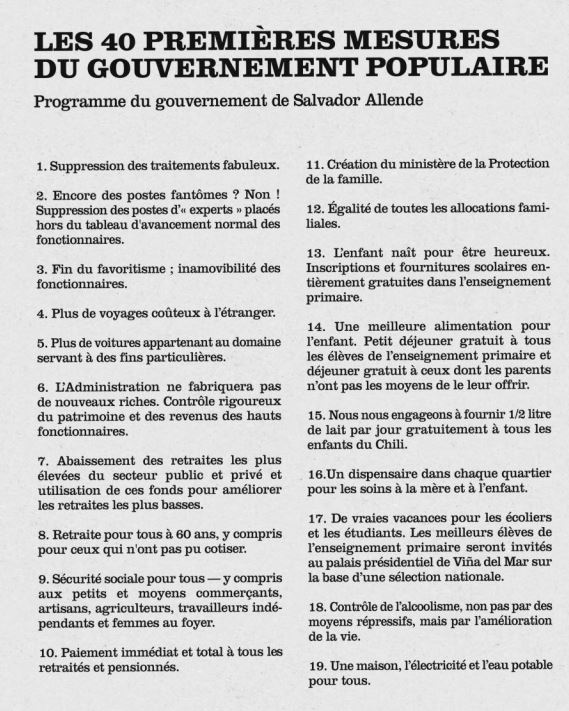 LES 40 PREMIÈRES MESURES
DU GOUVERNEMENT POPULAIRE
Programme du gouvernement de Salvador Allende
1. Suppression des traitements fabuleux.
2. Encore des postes fantômes ? Non !
Suppression des postes d'« experts » placés
hors du tableau d'avancement normal des
fonctionnaires.
3. Fin du favoritisme ; inamovibilité des
fonctionnaires.
4. Plus de voyages coûteux à l'étranger.
5. Plus de voitures appartenant au domaine
servant à des fins particulières.
6. L'Administration ne fabriquera pas
de nouveaux riches. Contrôle rigoureux
du patrimoine et des revenus des hauts
fonctionnaires.
7. Abaissement des retraites les plus
élevées du secteur public et privé et
utilisation de ces fonds pour améliorer
les retraites les plus basses.
8. Retraite pour tous à 60 ans, y compris
pour ceux qui n'ont pas pu cotiser.
9. Sécurité sociale pour tous — y compris
aux petits et moyens commerçants,
artisans, agriculteurs, travailleurs indé-
pendants et femmes au foyer.
10. Paiement immédiat et total à tous les
retraités et pensionnés.
11. Création du ministère de la Protection
de la famille.
12. Égalité de toutes les allocations fami-
liales.
13. L'enfant naît pour être heureux.
Inscriptions et fournitures scolaires en-
tièrement gratuites dans l'enseignement
primaire.
14. Une meilleure alimentation pour
l'enfant. Petit déjeuner gratuit à tous
les élèves de l'enseignement primaire et
déjeuner gratuit à ceux dont les parents
n'ont pas les moyens de le leur offrir.
15. Nous nous engageons à fournir 1/2 litre
de lait par jour gratuitement à tous les
enfants du Chili.
16.Un dispensaire dans chaque quartier
pour les soins à la mère et à l'enfant.
17. De vraies vacances pour les écoliers
et les étudiants. Les meilleurs élèves de
l'enseignement primaire seront invités
au palais présidentiel de Viña del Mar sur
la base d'une sélection nationale.
18. Contrôle de l'alcoolisme, non pas par des
moyens répressifs, mais par l'amélioration
de la vie.
19. Une maison, l'électricité et l'eau potable
pour tous.